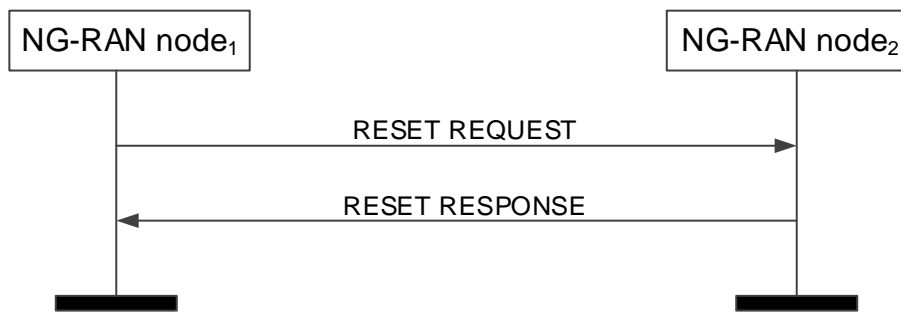 NG-RAN node₁
NG-RAN node₂
RESET REQUEST
RESET RESPONSE